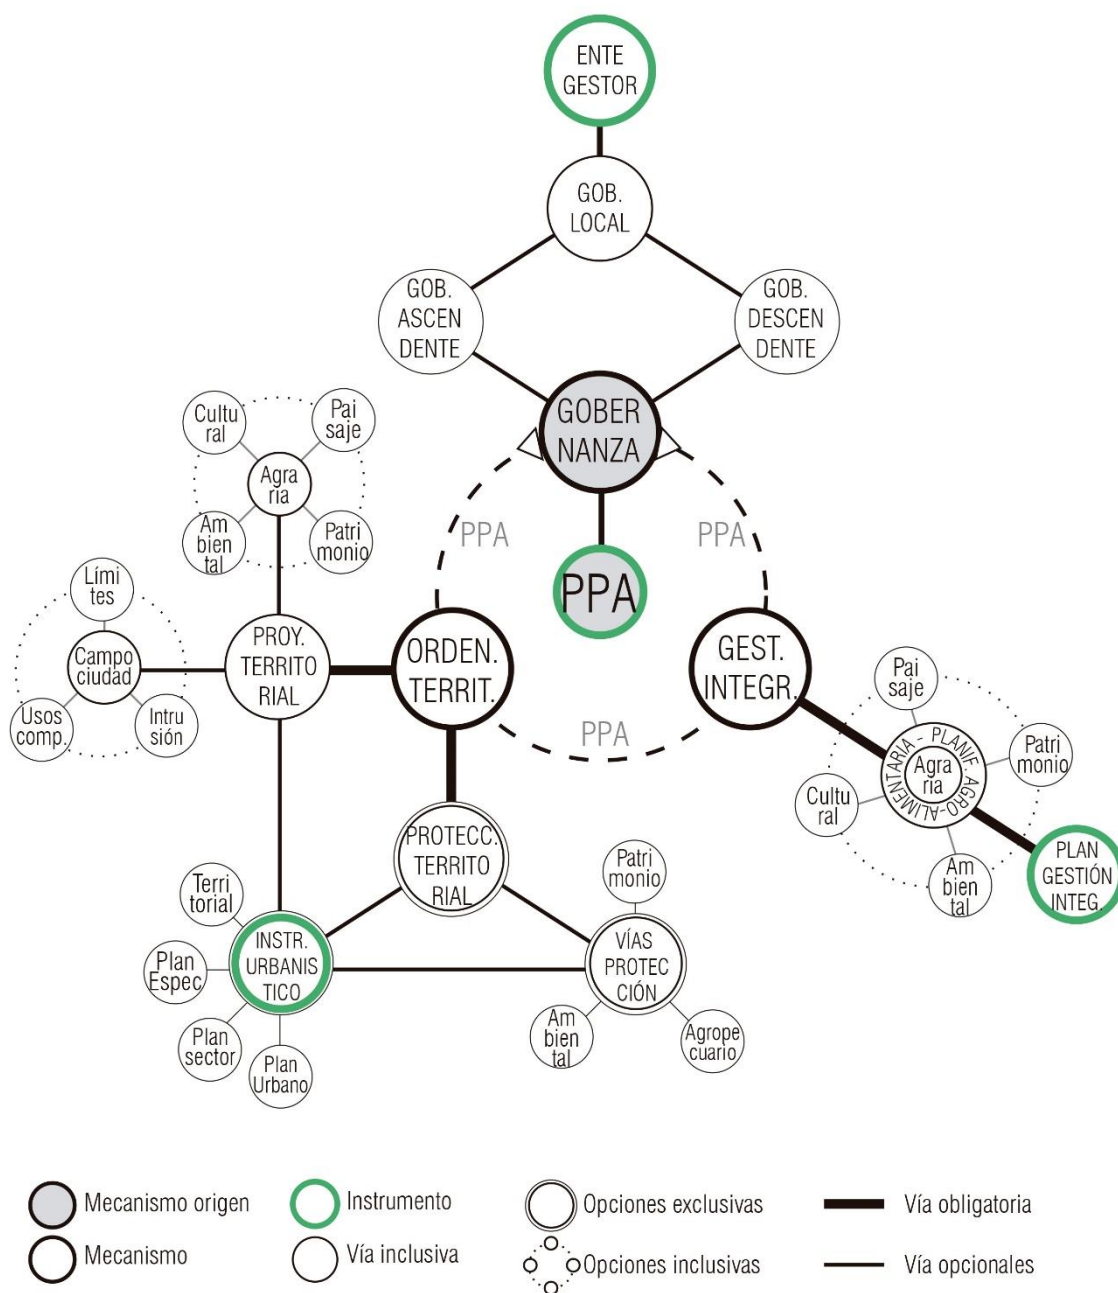 ENTE
GESTOR
GOB.
LOCAL
GOB.
ASCEN
DENTE
GOB.
DESCEN
DENTE
GOBER
NANZA
PPA
PPA
PPA
PPA
Cultu
ral
Pai
saje
Agra
ria
Am
bien
tal
Patri
monio
Lími
tes
Campo
ciudad
Usos
comp.
Intru
sión
PROY.
TERRITO
RIAL
ORDEN.
TERRIT.
GEST.
INTEGR.
Pai
saje
Patri
monio
PLANIF. AGRO-ALIMENTARIA -
Agra
ria
Cultu
ral
Am
bien
tal
PLAN
GESTIÓN
INTEG.
PROTECC.
TERRITO
RIAL
Terri
torial
Plan
Espec
Plan
sector
Plan
Urbano
INSTR.
URBANIS
TICO
Patri
monio
VÍAS
PROTEC
CIÓN
Am
bien
tal
Agrope
cuario
Mecanismo origen
Instrumento
Opciones exclusivas
Vía obligatoria
Mecanismo
Vía inclusiva
Opciones inclusivas
Vía opcionales